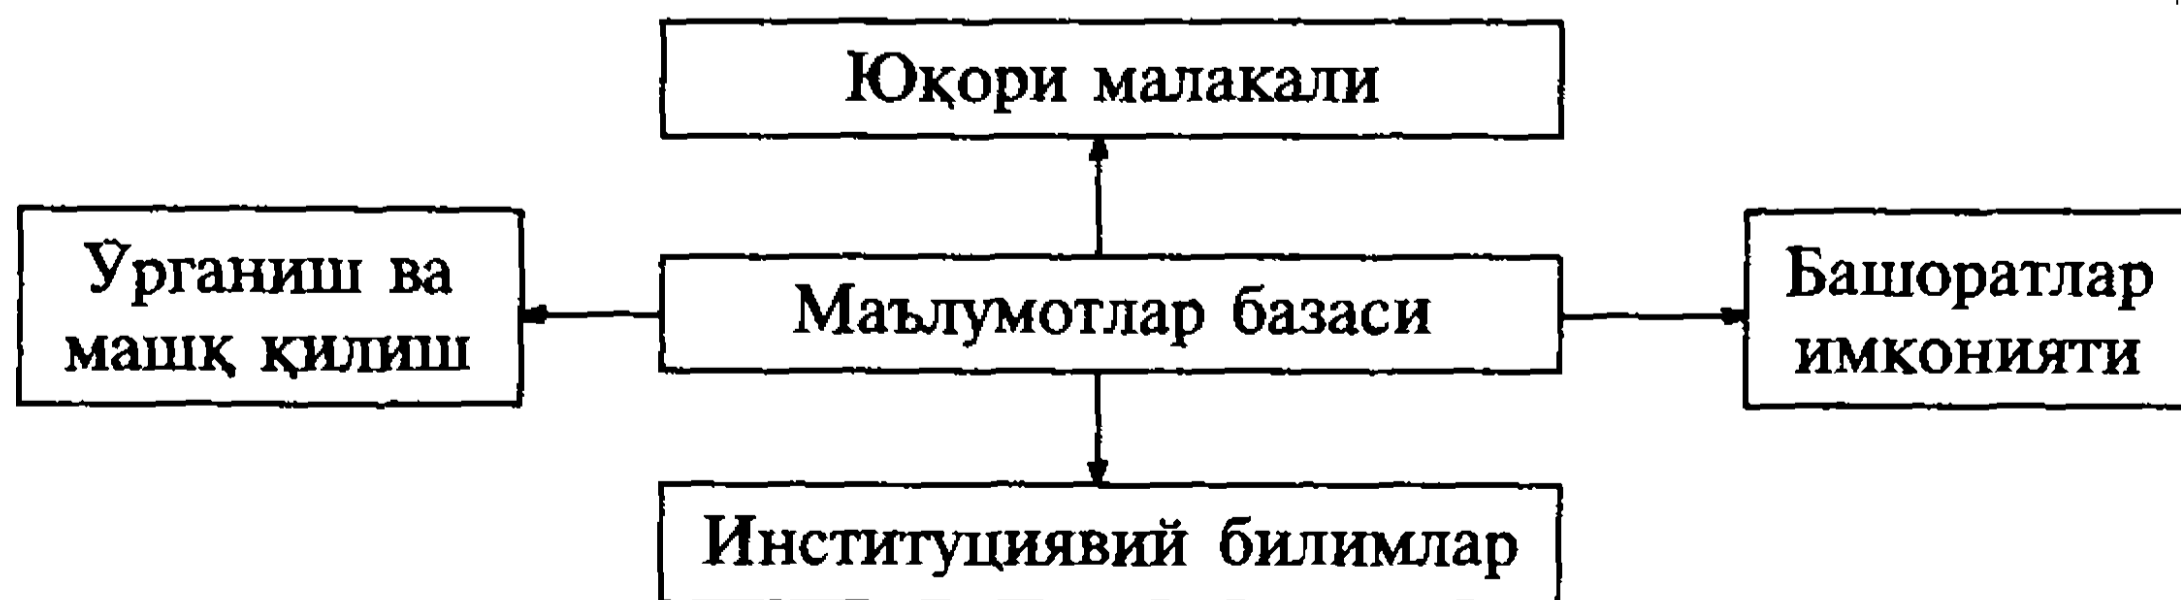 Юқори малакали
Ўрганиш ва
машқ қилиш
Маълумотлар базаси
Башоратлар
имконияти
Институциявий билимлар